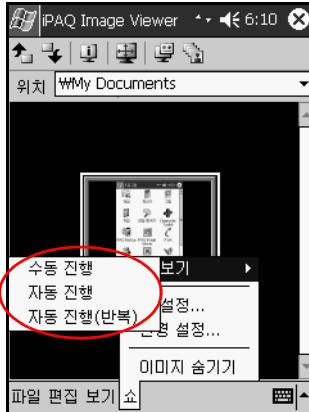 iPAQ Image Viewer 6:10
위치 ₩My Documents
수동 진행
자동 진행
자동 진행(반복)
보기
설정...
설정...
이미지 숨기기
파일 편집 보기 쇼